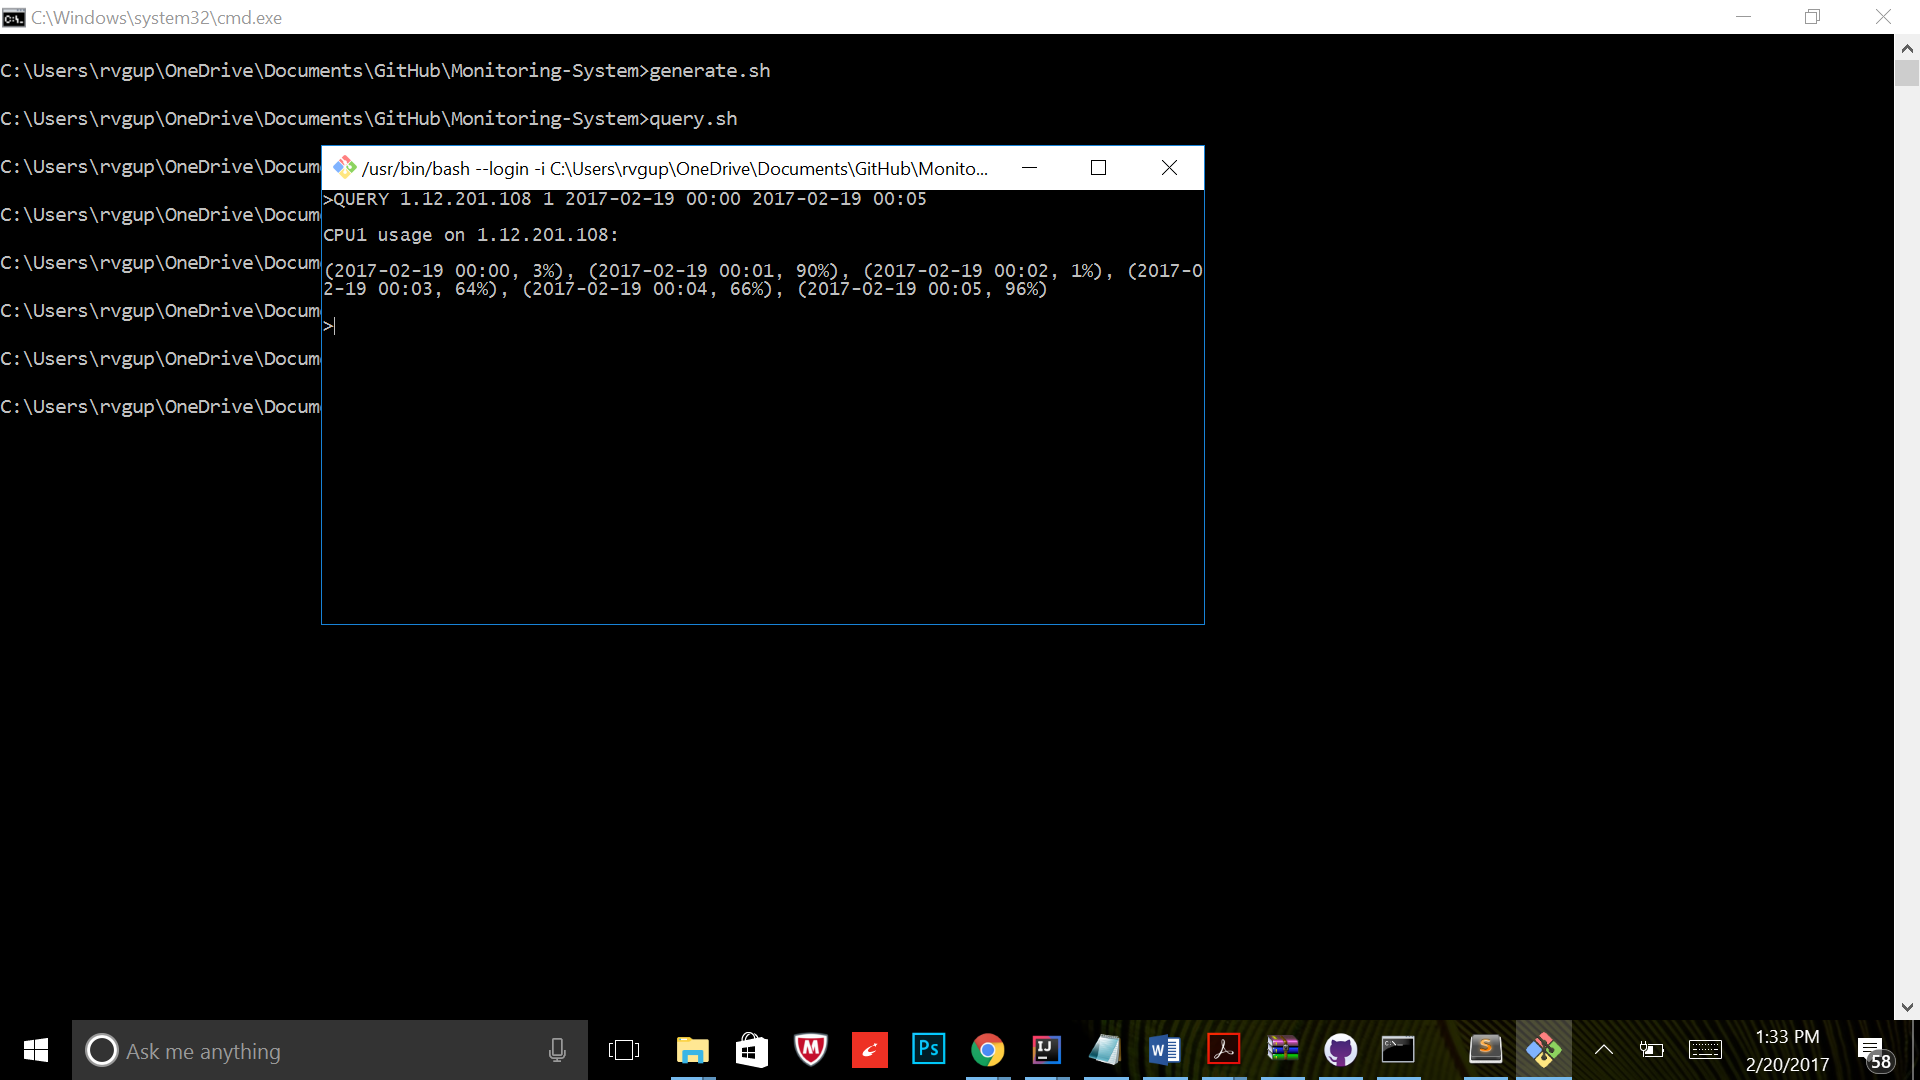 C:\Windows\system32\cmd.exe
C:\Users\rvgup\OneDrive\Documents\GitHub\Monitoring-System>generate.sh
C:\Users\rvgup\OneDrive\Documents\GitHub\Monitoring-System>query.sh
C:\Users\rvgup\OneDrive\Docum
C:\Users\rvgup\OneDrive\Docum
C:\Users\rvgup\OneDrive\Docum
C:\Users\rvgup\OneDrive\Docum
C:\Users\rvgup\OneDrive\Docum
C:\Users\rvgup\OneDrive\Docum
/usr/bin/bash --login -i C:\Users\rvgup\OneDrive\Documents\GitHub\Monito...
>QUERY 1.12.201.108 1 2017-02-19 00:00 2017-02-19 00:05
CPU1 usage on 1.12.201.108:
(2017-02-19 00:00, 3%), (2017-02-19 00:01, 90%), (2017-02-19 00:02, 1%), (2017-0
2-19 00:03, 64%), (2017-02-19 00:04, 66%), (2017-02-19 00:05, 96%)
>
Ask me anything
Ps
IJ
W
S
1:33 PM
2/20/2017
58